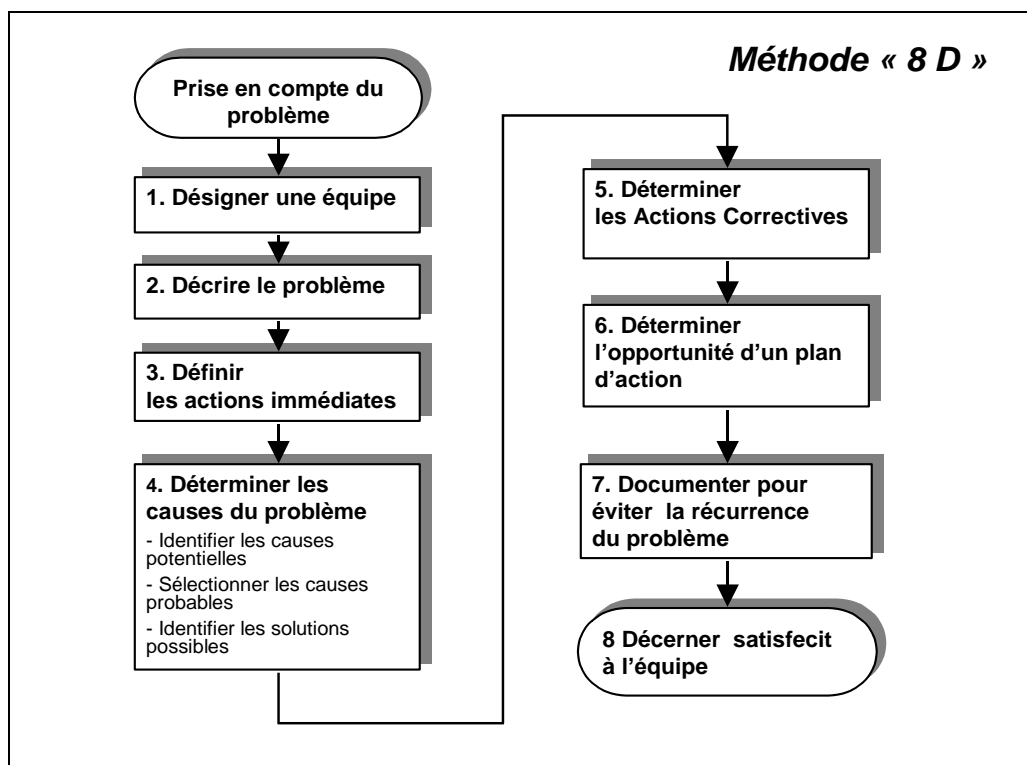 Méthode « 8 D »
Prise en compte du
problème
1. Désigner une équipe
2. Décrire le problème
3. Définir
les actions immédiates
4. Déterminer les
causes du problème
- Identifier les causes
potentielles
- Sélectionner les causes
probables
- Identifier les solutions
possibles
5. Déterminer
les Actions Correctives
6. Déterminer
l’opportunité d’un plan
d’action
7. Documenter pour
éviter la récurrence
du problème
8 Décerner satisfecit
à l’équipe